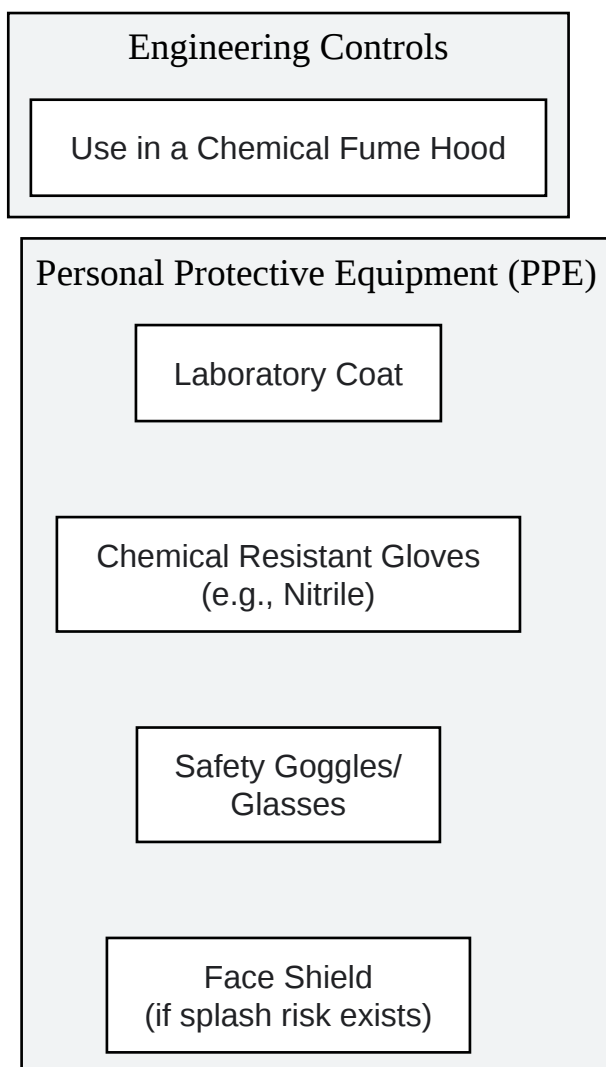 Engineering Controls
Use in a Chemical Fume Hood
Personal Protective Equipment (PPE)
Laboratory Coat
Chemical Resistant Gloves
(e.g., Nitrile)
Safety Goggles/
Glasses
Face Shield
(if splash risk exists)